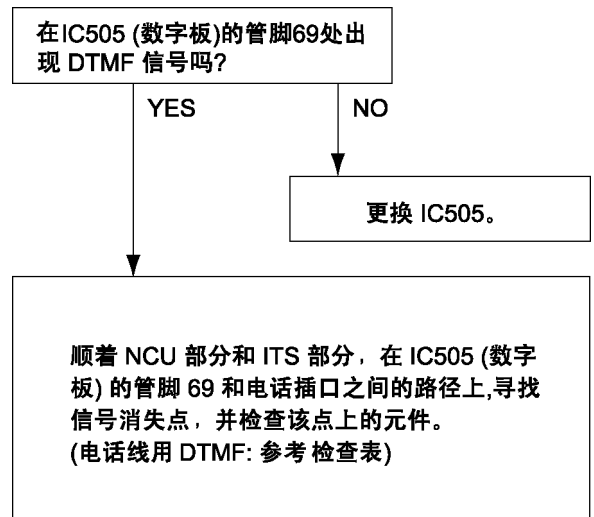 在IC505 (数字板)的管脚69处出
现 DTMF 信号吗?
YES
NO
更换 IC505。
顺着 NCU 部分和 ITS 部分，在 IC505 (数字
板) 的管脚 69 和电话插口之间的路径上,寻找
信号消失点，并检查该点上的元件。
(电话线用 DTMF: 参考 检查表)